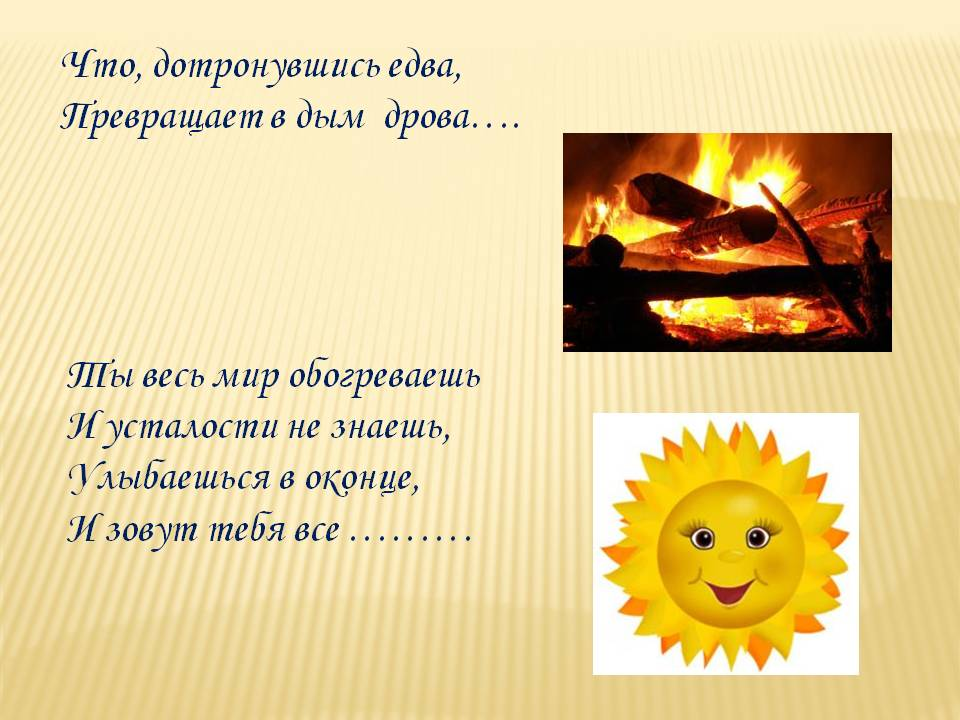 Что, дотронувшись едва,
Превращает в дым дрова….
Ты весь мир обогреваешь
И усталости не знаешь,
Улыбаешься в оконце,
И зовут тебя все ………